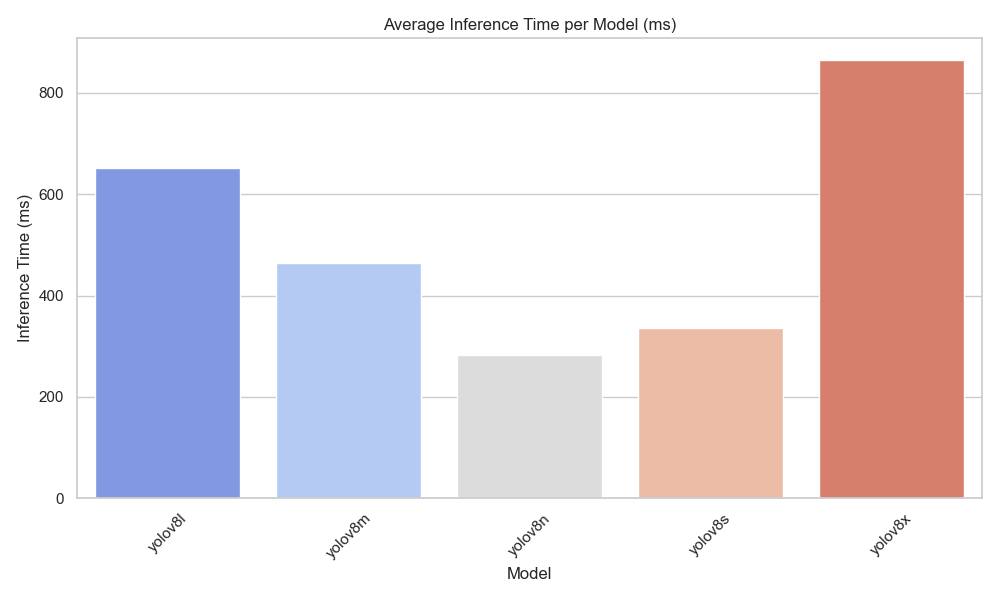 Average Inference Time per Model (ms)
Inference Time (ms)
800
600
400
200
0
yolov8l
yolov8m
yolov8n
yolov8s
yolov8x
Model